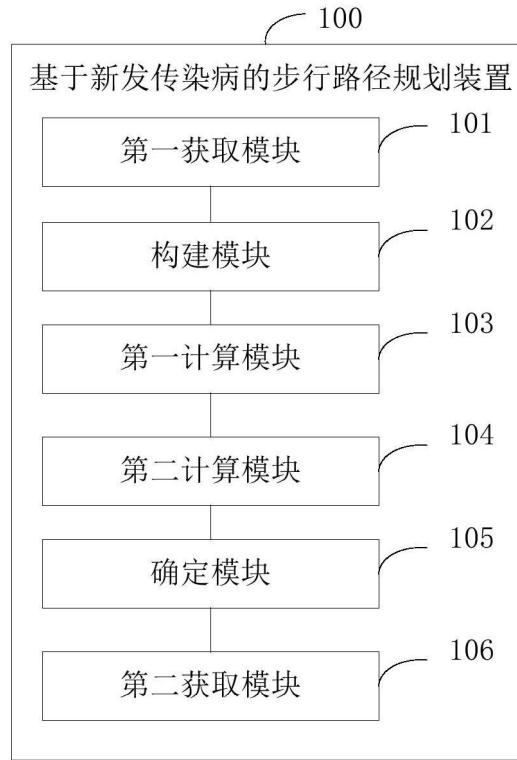 100
基于新发传染病的步行路径规划装置
第一获取模块
101
构建模块
102
第一计算模块
103
第二计算模块
104
确定模块
105
第二获取模块
106